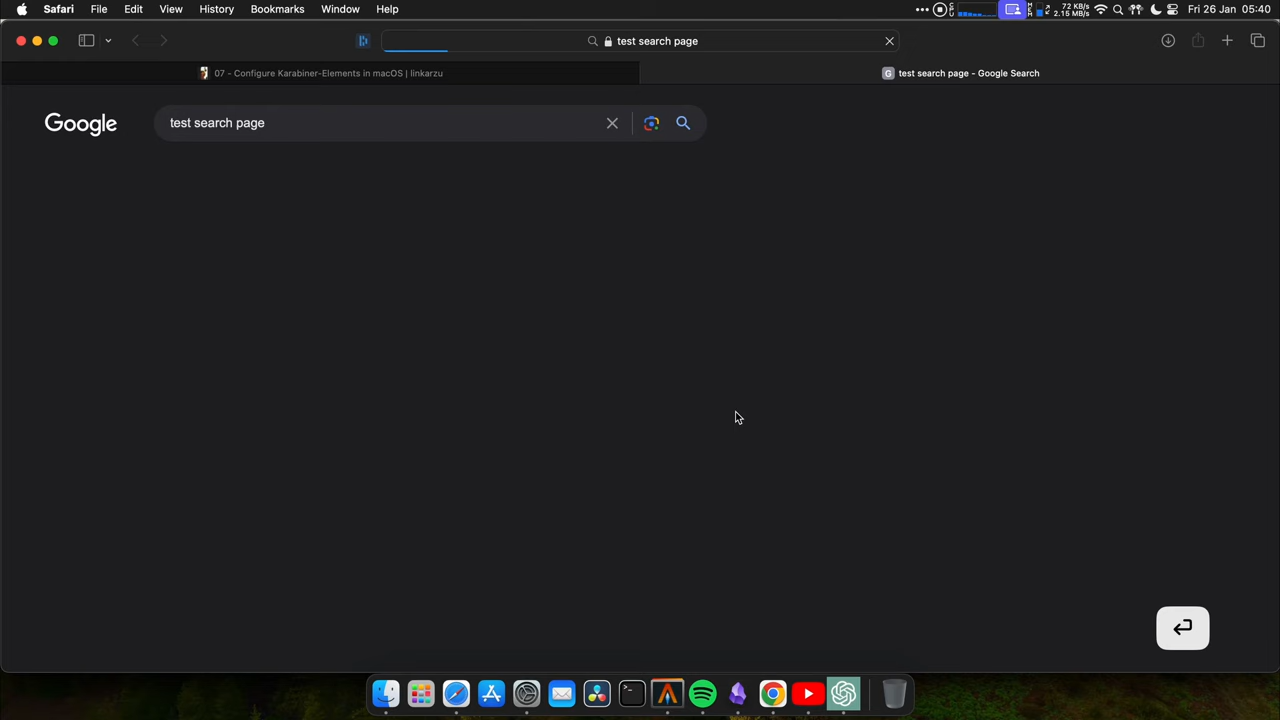 Safari File Edit View History Bookmarks Window Help
72 KB/s
2.15 MB/s
Fri 26 Jan 05:40
test search page
07 - Configure Karabiner-Elements in macOS | linkarzu
G test search page - Google Search
Google
test search page